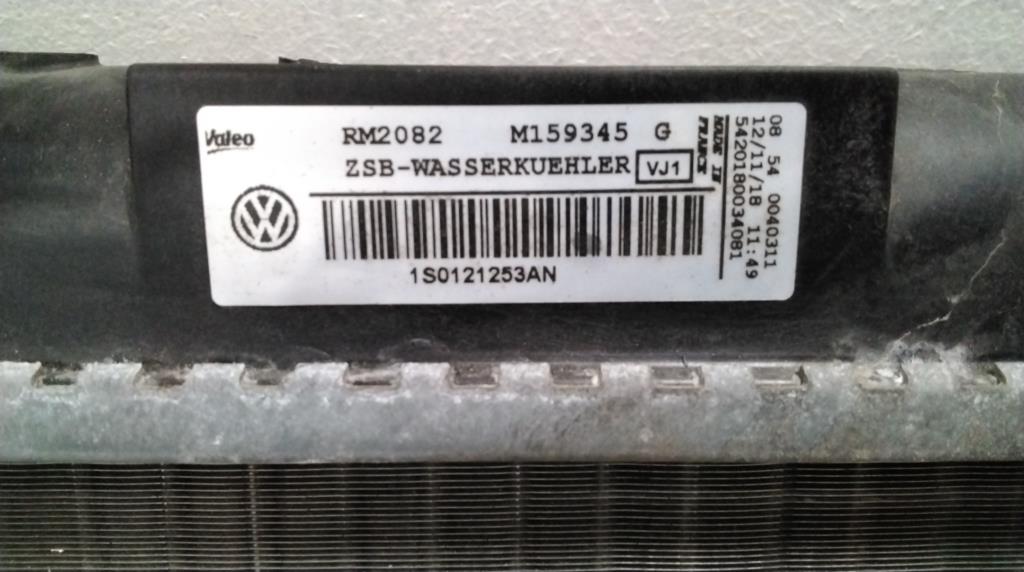 Valeo
RM2082 M159345 G
ZSB-WASSERKUEHLER VJ1
1S0121253AN
MADE IN
FRANCE
08 54 0040311
12/11/18 11:49
5420180034081